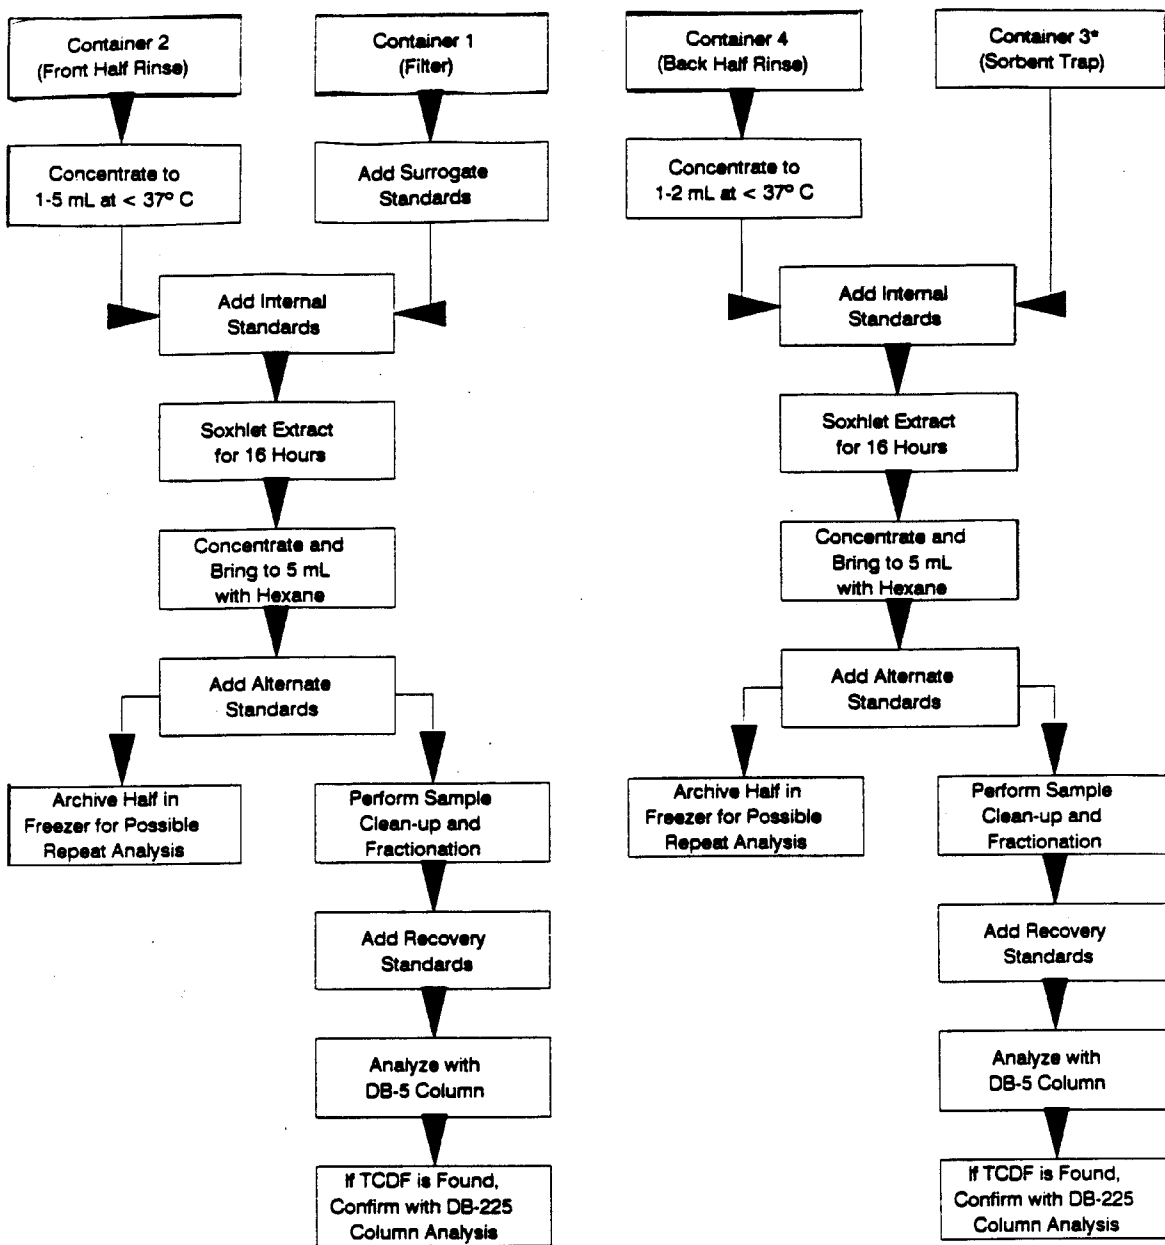 Container 2
(Front Half Rinse)
Container 1
(Filter)
Container 4
(Back Half Rinse)
Container 3*
(Sorbent Trap)
Concentrate to
1-5 mL at < 37º C
Add Surrogate
Standards
Concentrate to
1-2 mL at < 37º C
Add Internal
Standards
Add Internal
Standards
Soxhlet Extract
for 16 Hours
Soxhlet Extract
for 16 Hours
Concentrate and
Bring to 5 mL
with Hexane
Concentrate and
Bring to 5 mL
with Hexane
Add Alternate
Standards
Add Alternate
Standards
Archive Half in
Freezer for Possible
Repeat Analysis
Perform Sample
Clean-up and
Fractionation
Archive Half in
Freezer for Possible
Repeat Analysis
Perform Sample
Clean-up and
Fractionation
Add Recovery
Standards
Add Recovery
Standards
Analyze with
DB-5 Column
Analyze with
DB-5 Column
If TCDF is Found,
Confirm with DB-225
Column Analysis
If TCDF is Found,
Confirm with DB-225
Column Analysis